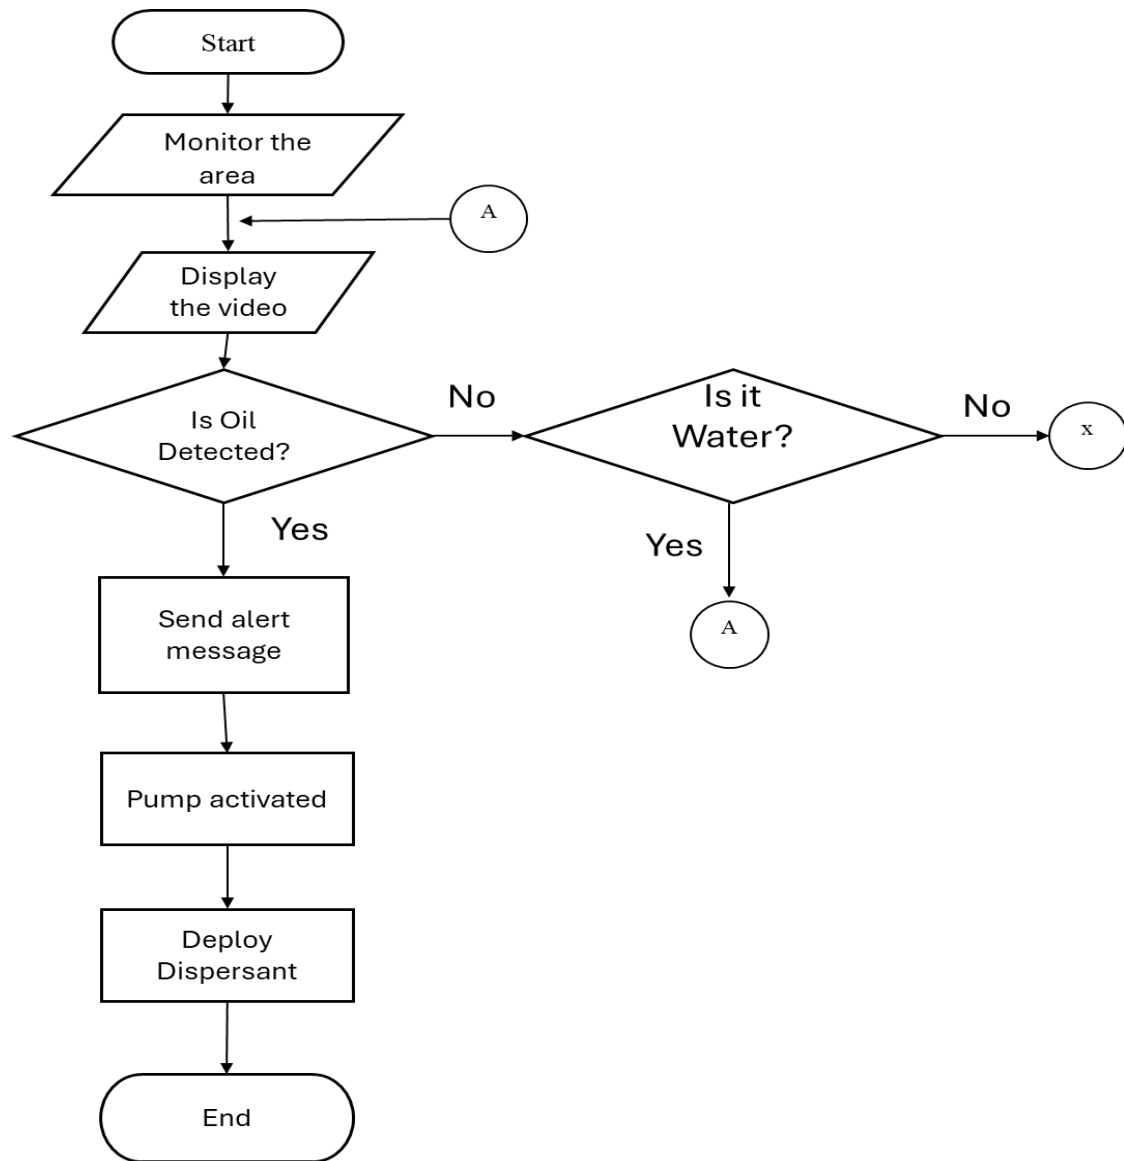 Start
Monitor the
area
A
Display
the video
Is Oil
Detected?
No
Is it
Water?
No
x
Yes
Yes
A
Send alert
message
Pump activated
Deploy
Dispersant
End